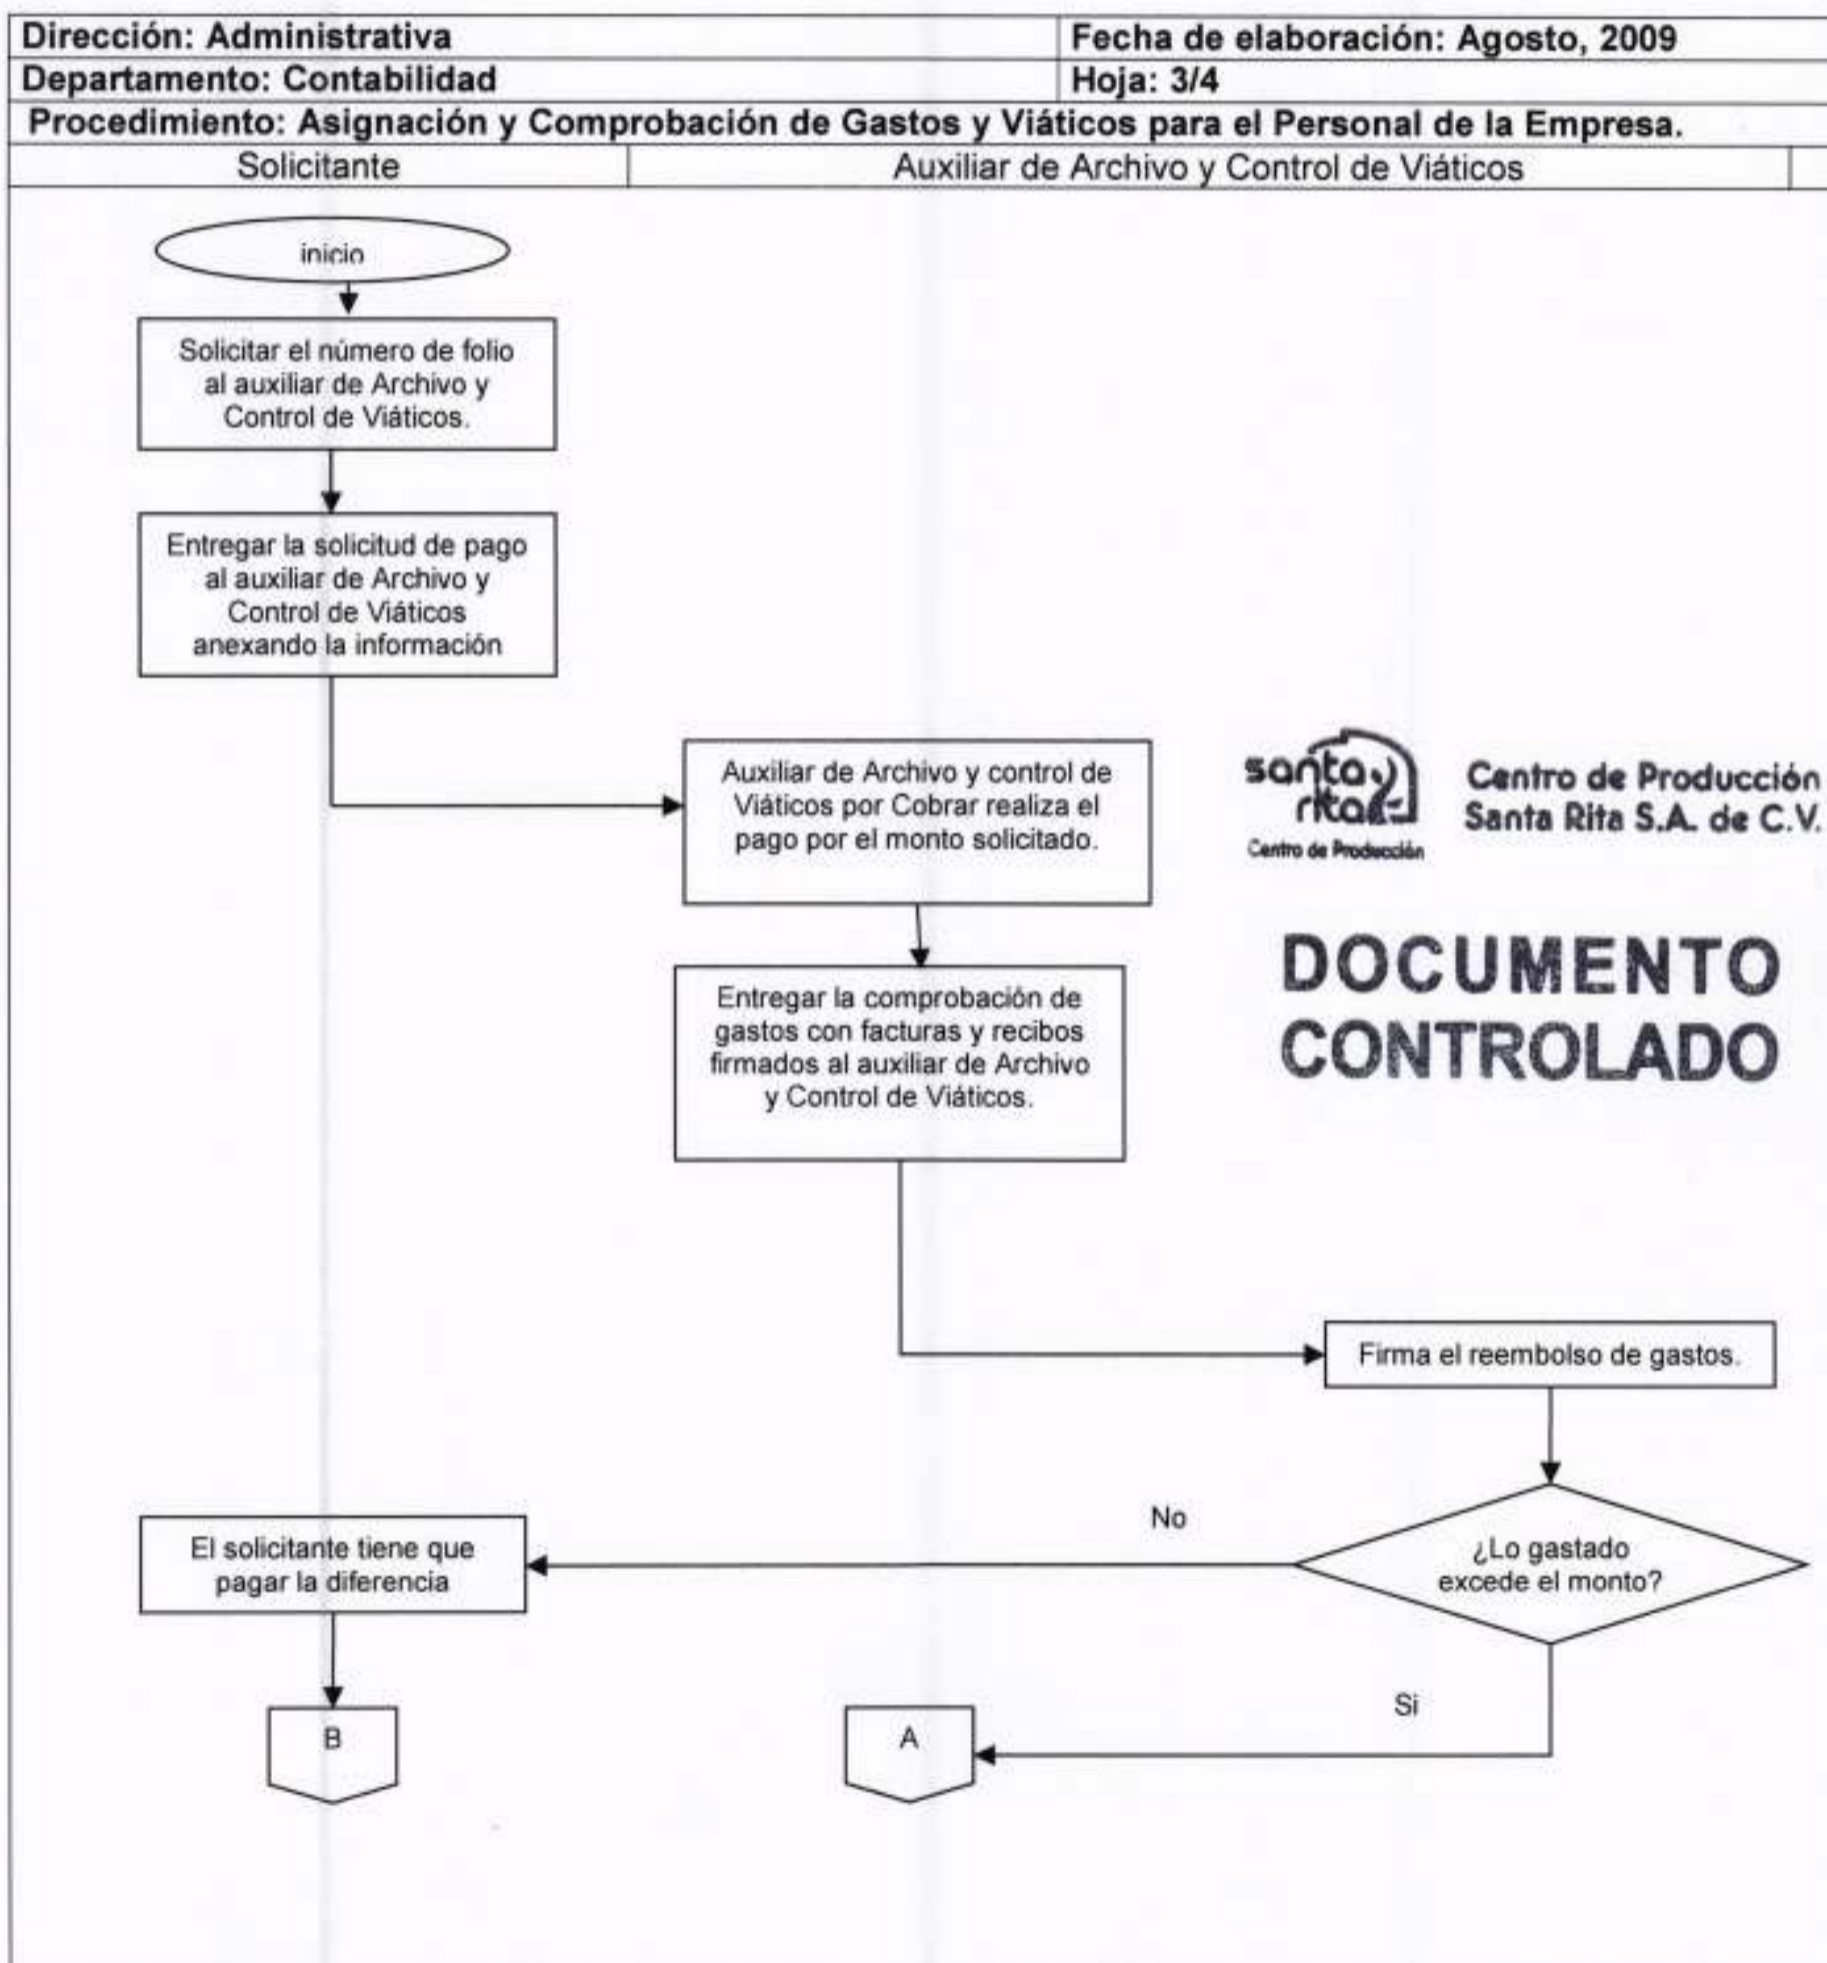 Dirección: Administrativa
Fecha de elaboración: Agosto, 2009
Departamento: Contabilidad
Hoja: 3/4
Procedimiento: Asignación y Comprobación de Gastos y Viáticos para el Personal de la Empresa.
Solicitante
Auxiliar de Archivo y Control de Viáticos
inicio
Solicitar el número de folio
al auxiliar de Archivo y
Control de Viáticos.
Entregar la solicitud de pago
al auxiliar de Archivo y
Control de Viáticos
anexando la información
Auxiliar de Archivo y control de
Viáticos por Cobrar realiza el
pago por el monto solicitado.
santa
rita
Centro de Producción
Centro de Producción
Santa Rita S.A. de C.V.
DOCUMENTO
CONTROLADO
Entregar la comprobación de
gastos con facturas y recibos
firmados al auxiliar de Archivo
y Control de Viáticos.
Firma el reembolso de gastos.
No
¿Lo gastado
excede el monto?
El solicitante tiene que
pagar la diferencia
Si
B
A